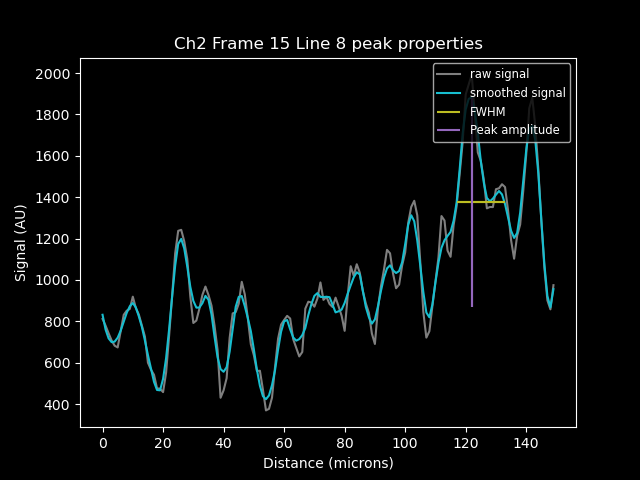 Ch2 Frame 15 Line 8 peak properties
raw signal
smoothed signal
FWHM
Peak amplitude
Signal (AU)
2000
1800
1600
1400
1200
1000
800
600
400
0 20 40 60 80 100 120 140
Distance (microns)